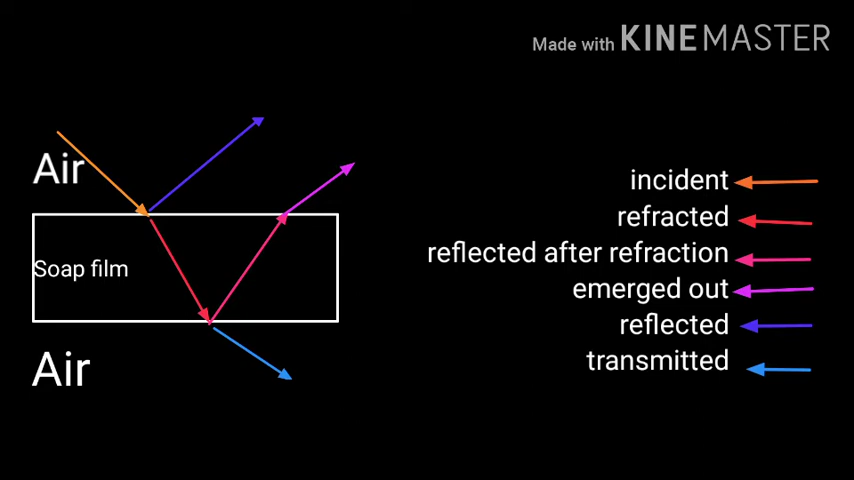 Made with KINEMASTER
Air
Soap film
Air
incident
refracted
reflected after refraction
emerged out
reflected
transmitted